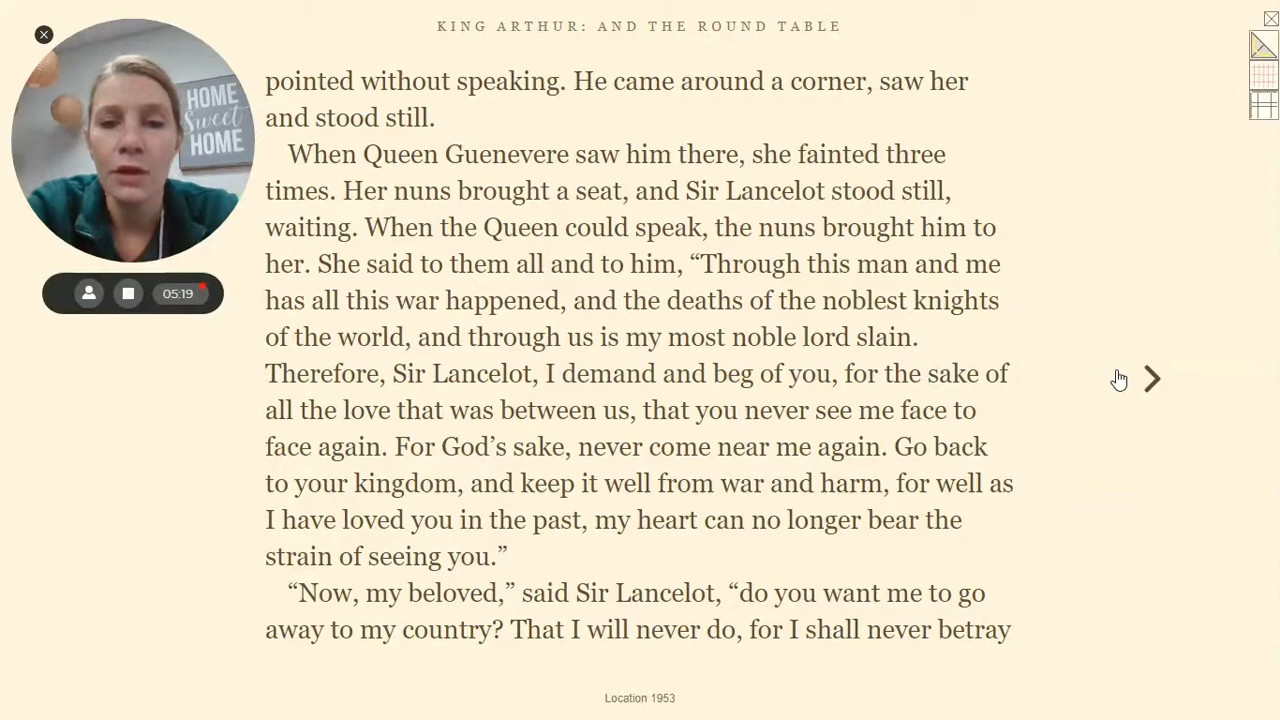 KING ARTHUR: AND THE ROUND TABLE
HOME
Sweet
HOME
05:19
pointed without speaking. He came around a corner, saw her
and stood still.
When Queen Guenevere saw him there, she fainted three
times. Her nuns brought a seat, and Sir Lancelot stood still,
waiting. When the Queen could speak, the nuns brought him to
her. She said to them all and to him, “Through this man and me
has all this war happened, and the deaths of the noblest knights
of the world, and through us is my most noble lord slain.
Therefore, Sir Lancelot, I demand and beg of you, for the sake of
all the love that was between us, that you never see me face to
face again. For God’s sake, never come near me again. Go back
to your kingdom, and keep it well from war and harm, for well as
I have loved you in the past, my heart can no longer bear the
strain of seeing you.”
“Now, my beloved,” said Sir Lancelot, “do you want me to go
away to my country? That I will never do, for I shall never betray
Location 1953